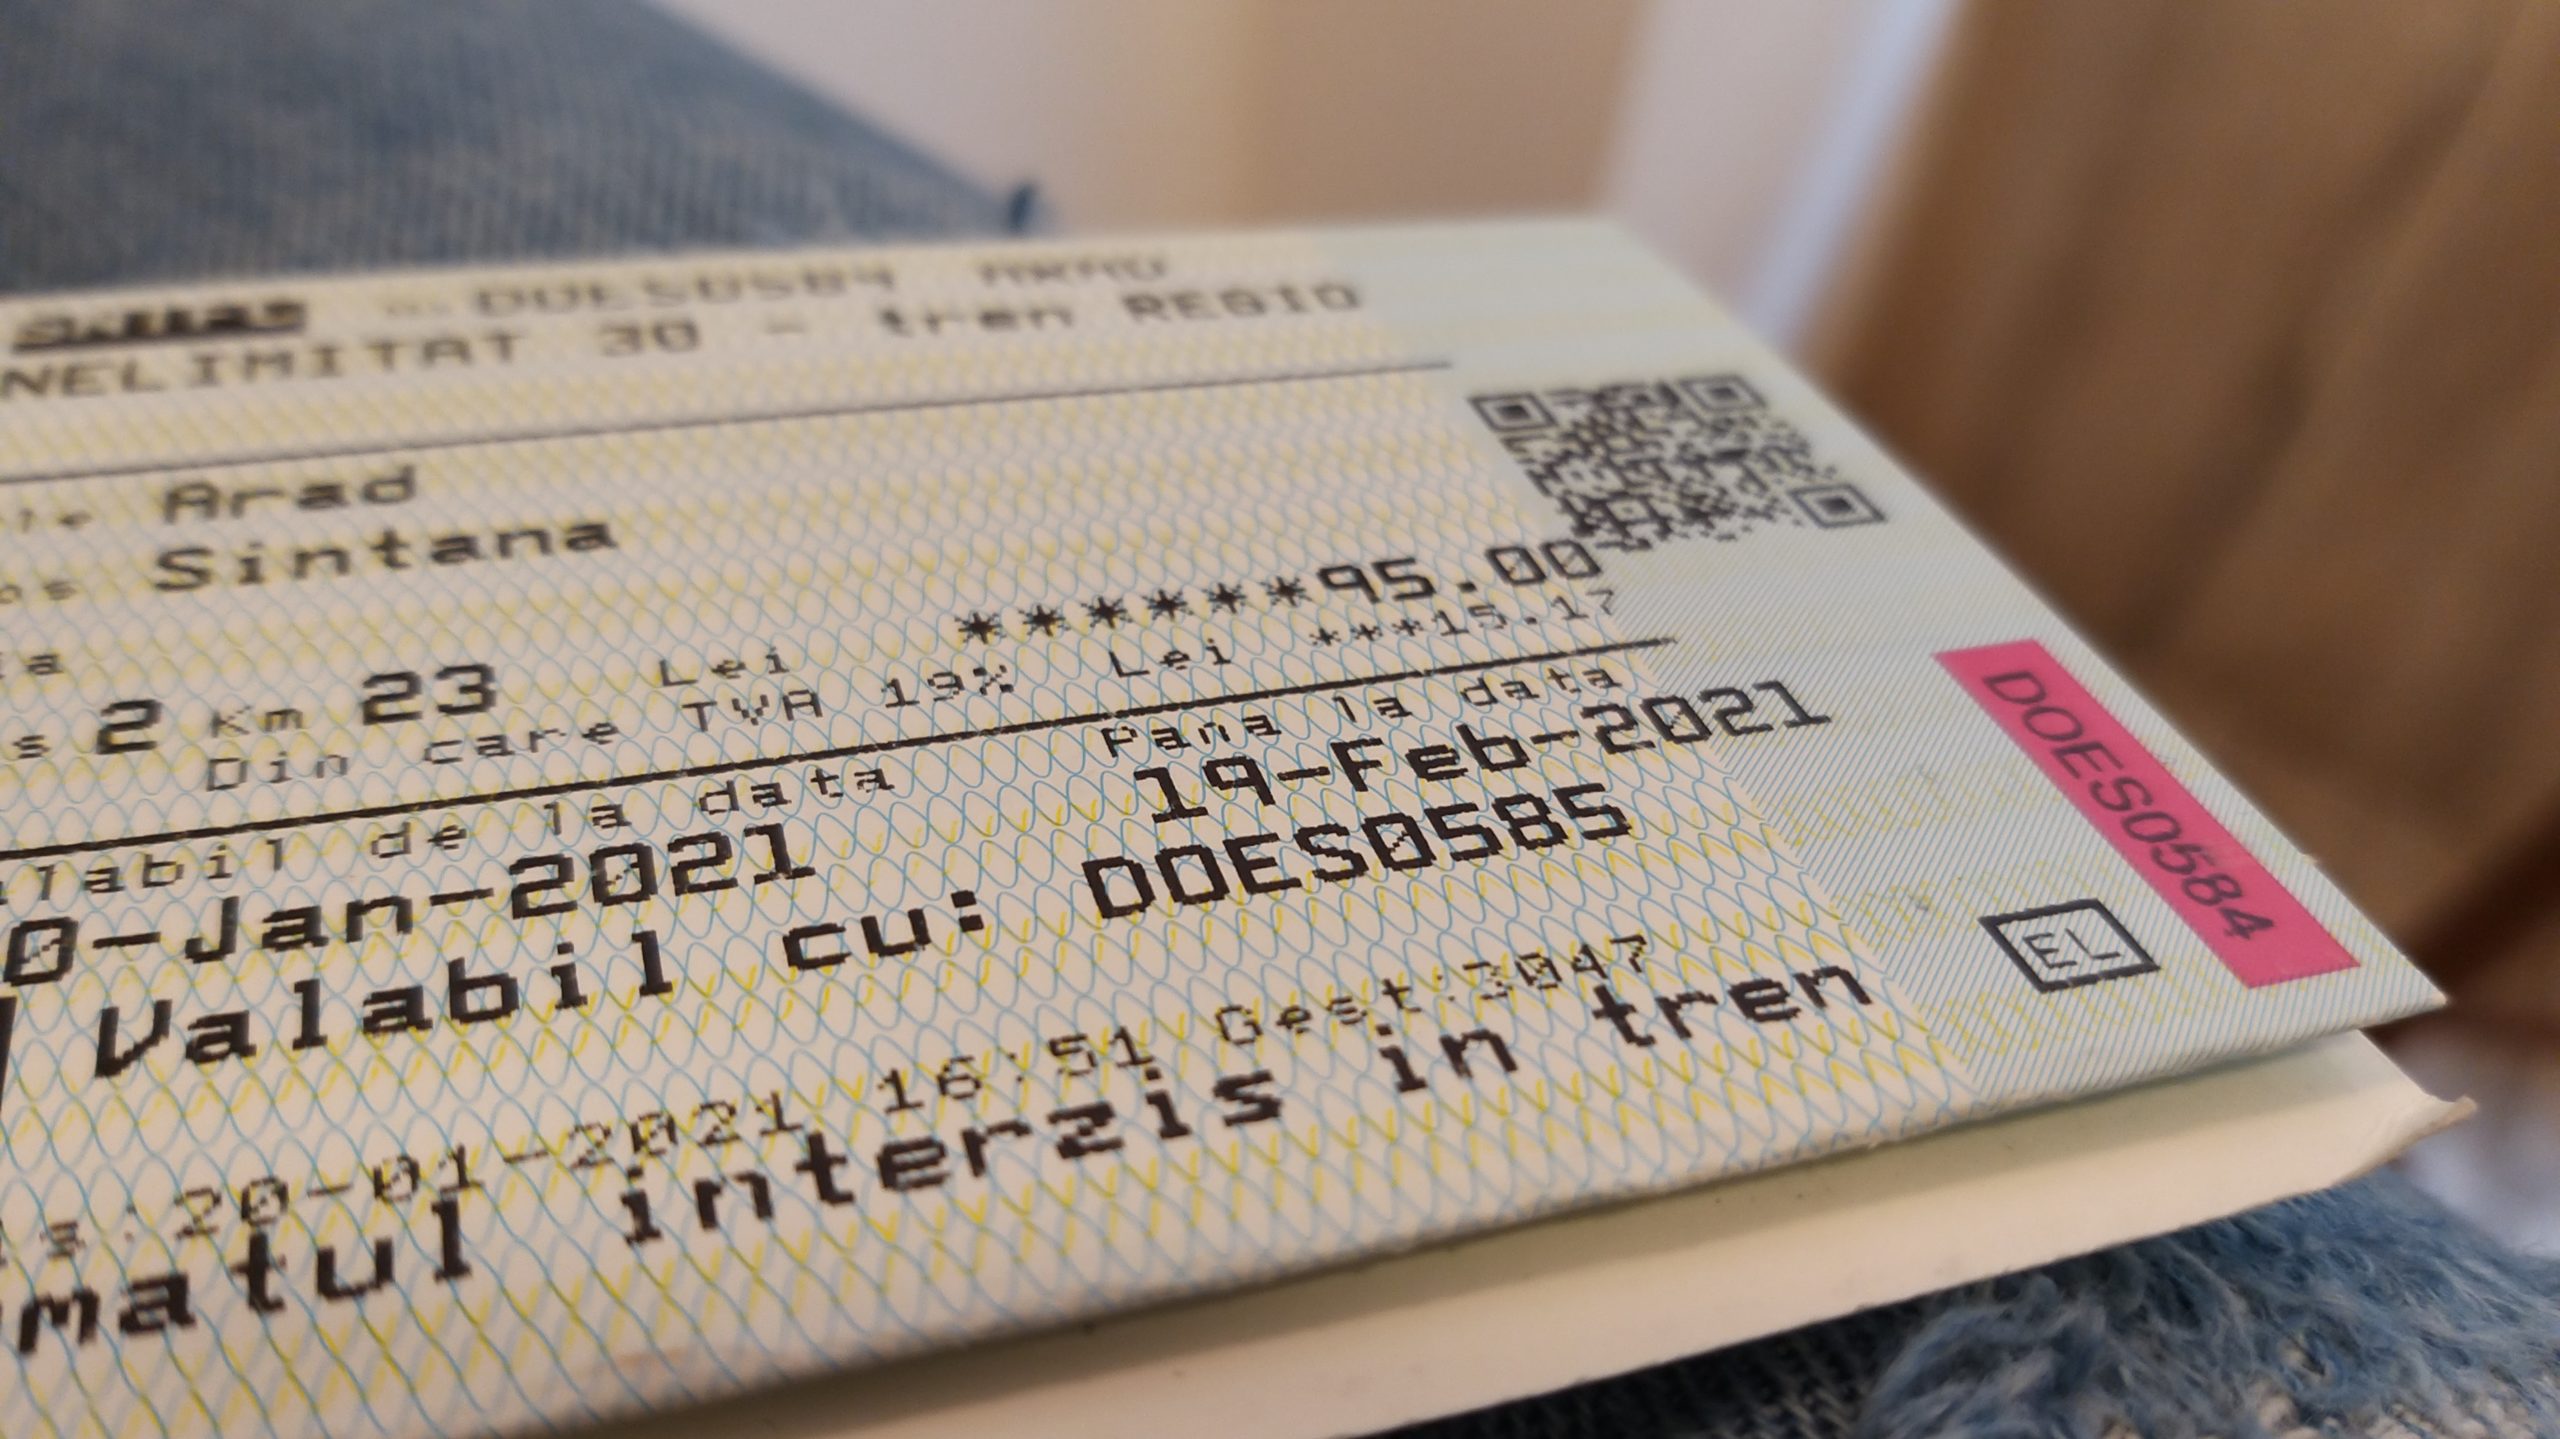 DOES0584 ARAD
NELIMITAT 30 - tren REGIO
Arad
Sintana
Lei ******95.00
s 2 Km 23
Din care TVA 19% Lei ***15.17
alabil de la data Pana la data
0-Jan-2021 19-Feb-2021
Valabil cu: DOES0585
s:20-01-2021 16:51 Gest:3047
matul interzis in tren
DOES0584
EL